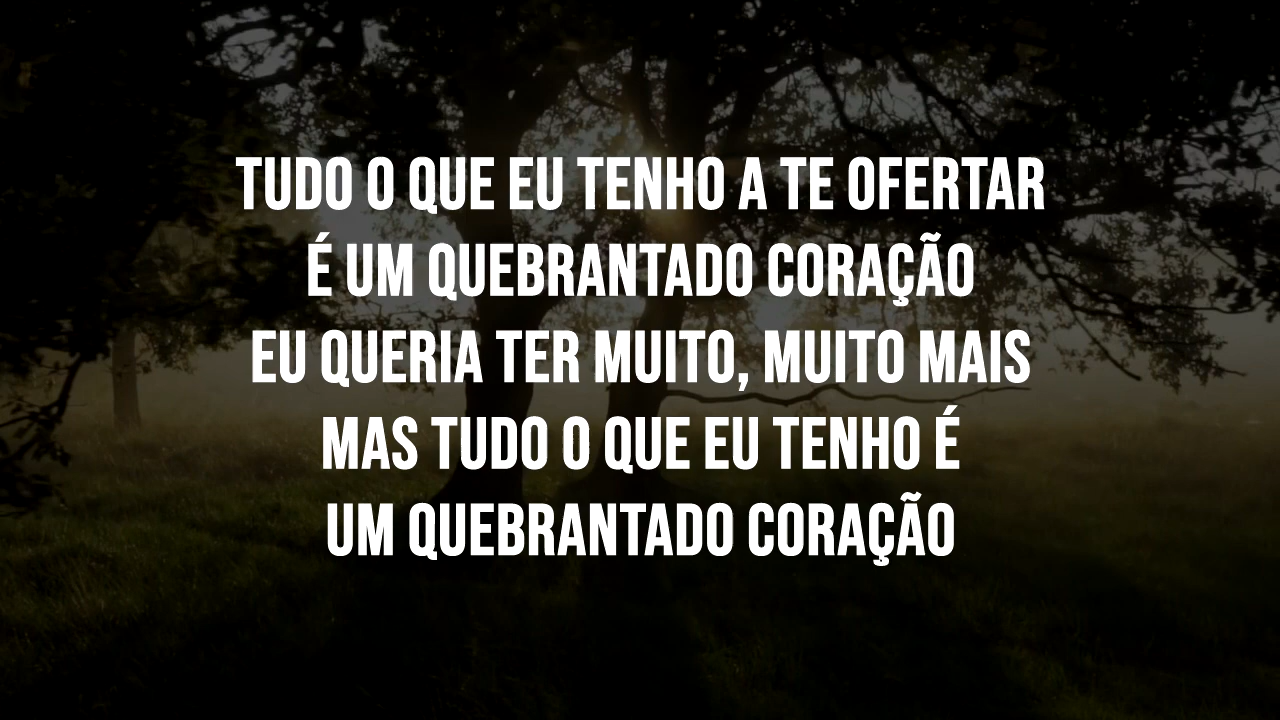 TUDO O QUE EU TENHO A TE OFERTAR
É UM QUEBRANTADO CORAÇÃO
EU QUERIA TER MUITO, MUITO MAIS
MAS TUDO O QUE EU TENHO É
UM QUEBRANTADO CORAÇÃO